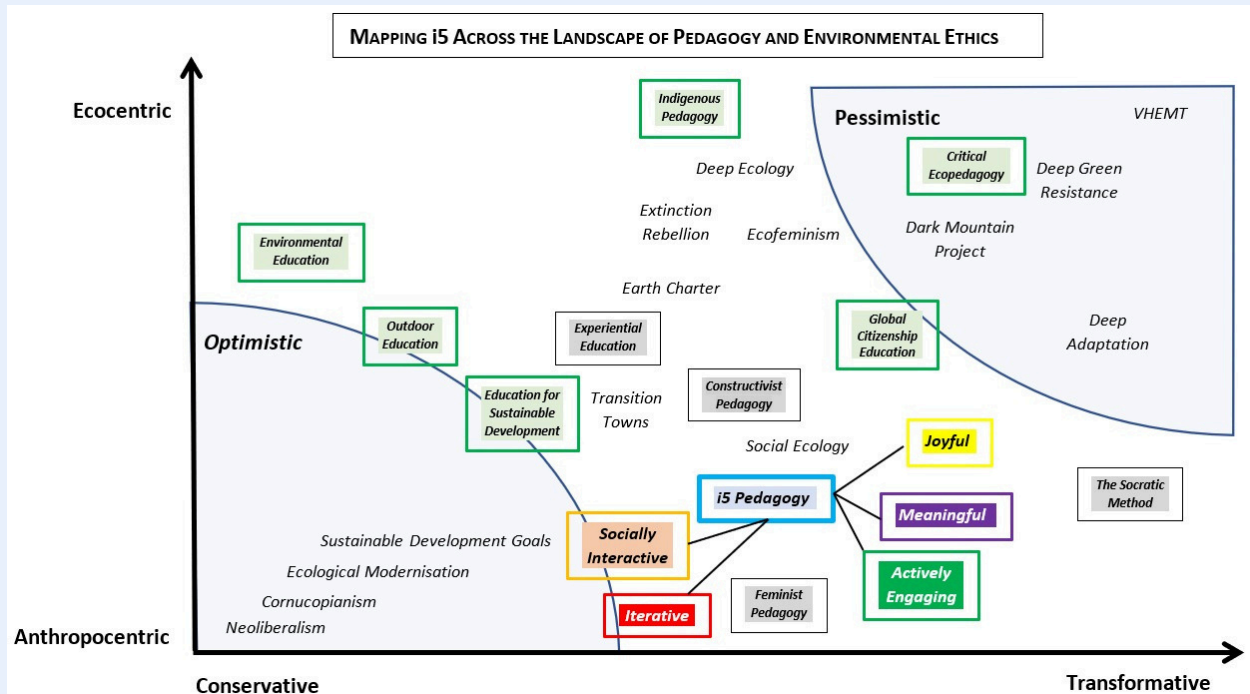 MAPPING i5 ACROSS THE LANDSCAPE OF PEDAGOGY AND ENVIRONMENTAL ETHICS
Ecocentric
Indigenous
Pedagogy
Pessimistic
VHEMT
Critical
Ecopedagogy
Deep Green
Resistance
Deep Ecology
Extinction
Rebellion
Ecofeminism
Dark Mountain
Project
Environmental
Education
Earth Charter
Optimistic
Outdoor
Education
Experiential
Education
Global
Citizenship
Education
Deep
Adaptation
Education for
Sustainable
Development
Transition
Towns
Constructivist
Pedagogy
Social Ecology
Joyful
i5 Pedagogy
The Socratic
Method
Meaningful
Socially
Interactive
Sustainable Development Goals
Ecological Modernisation
Actively
Engaging
Cornucopianism
Iterative
Feminist
Pedagogy
Neoliberalism
Anthropocentric
Conservative
Transformative